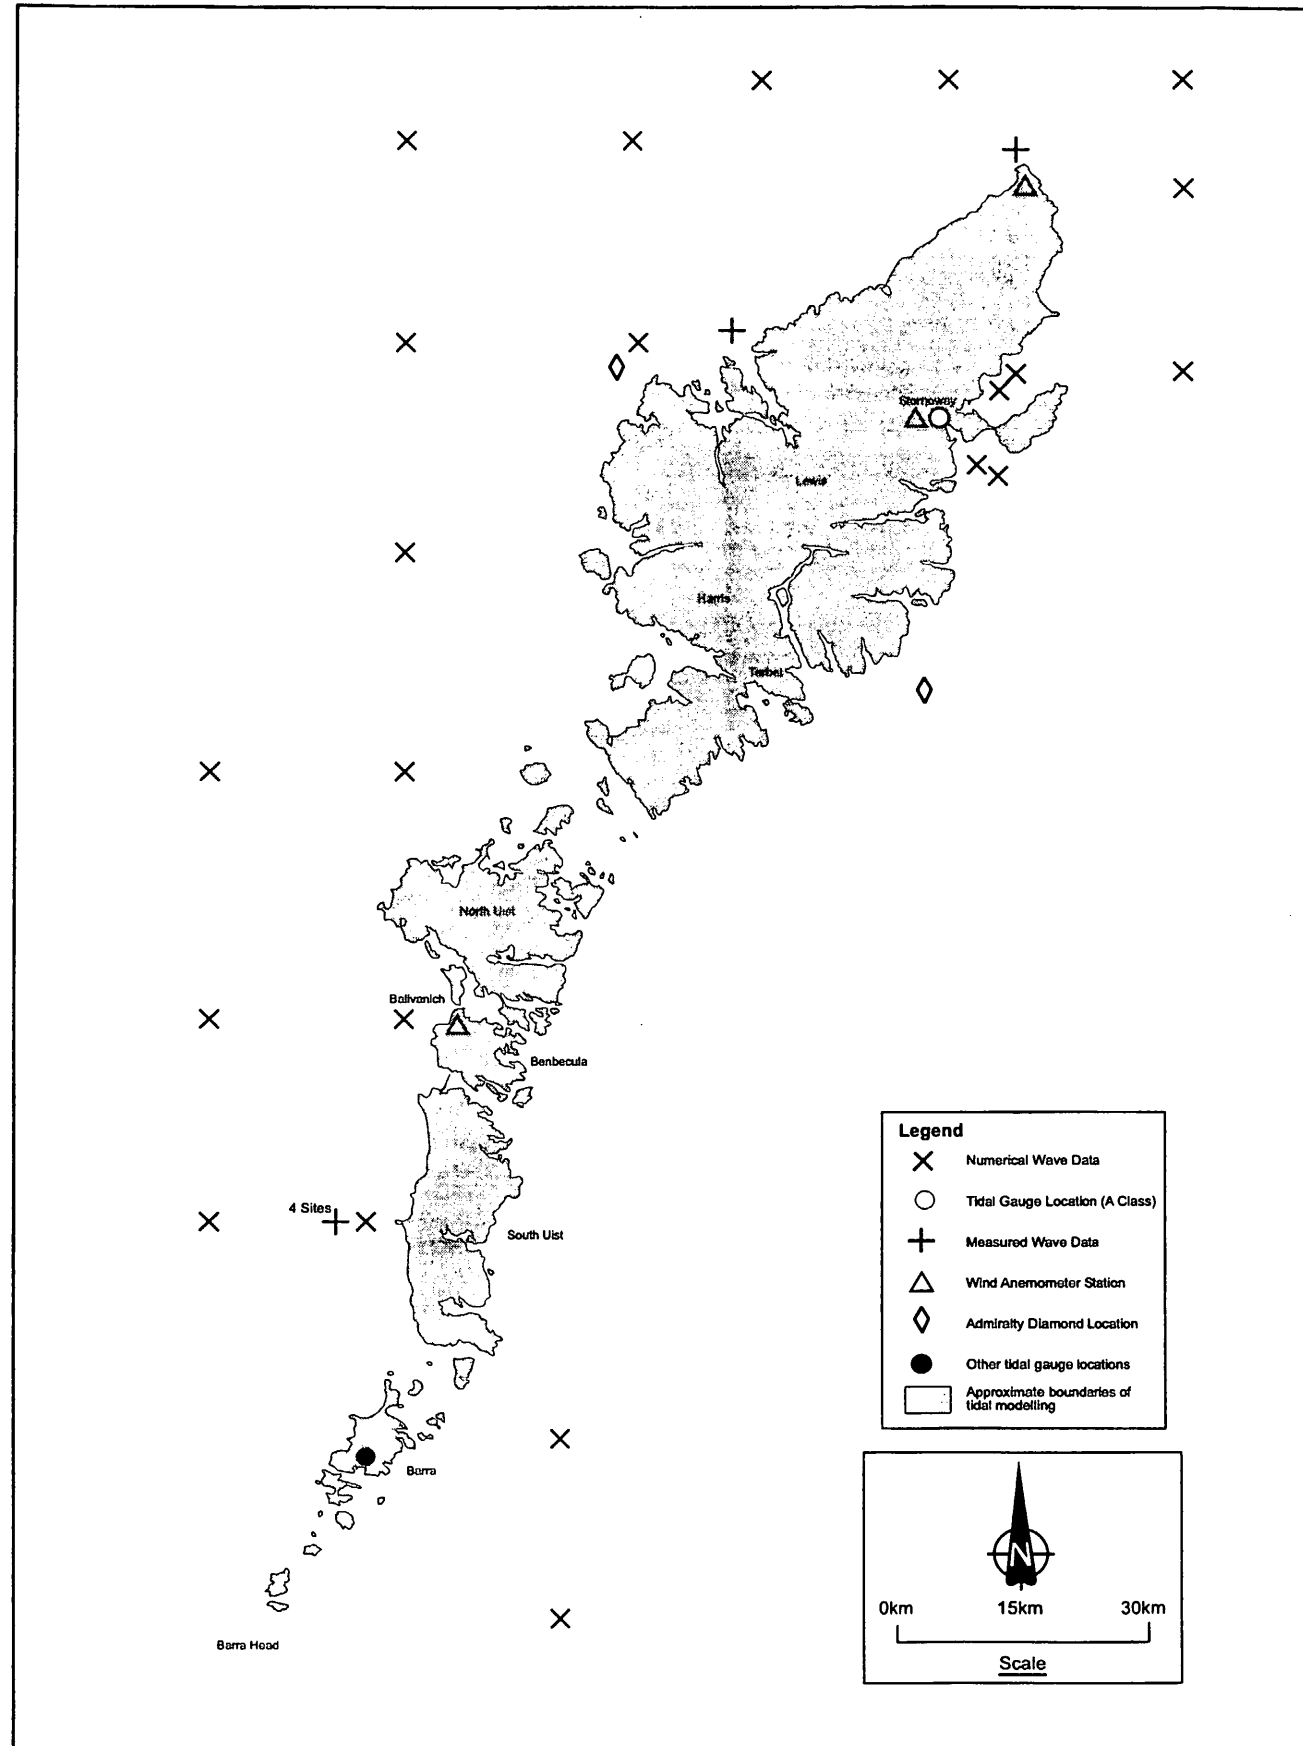 Stornoway
Lewis
Harris
Tarbet
North Uist
Balivanich
Benbecula
4 Sites
South Uist
Barra
Barra Head
Legend
Numerical Wave Data
Tidal Gauge Location (A Class)
Measured Wave Data
Wind Anemometer Station
Admiralty Diamond Location
Other tidal gauge locations
Approximate boundaries of
tidal modelling
N
0km 15km 30km
Scale